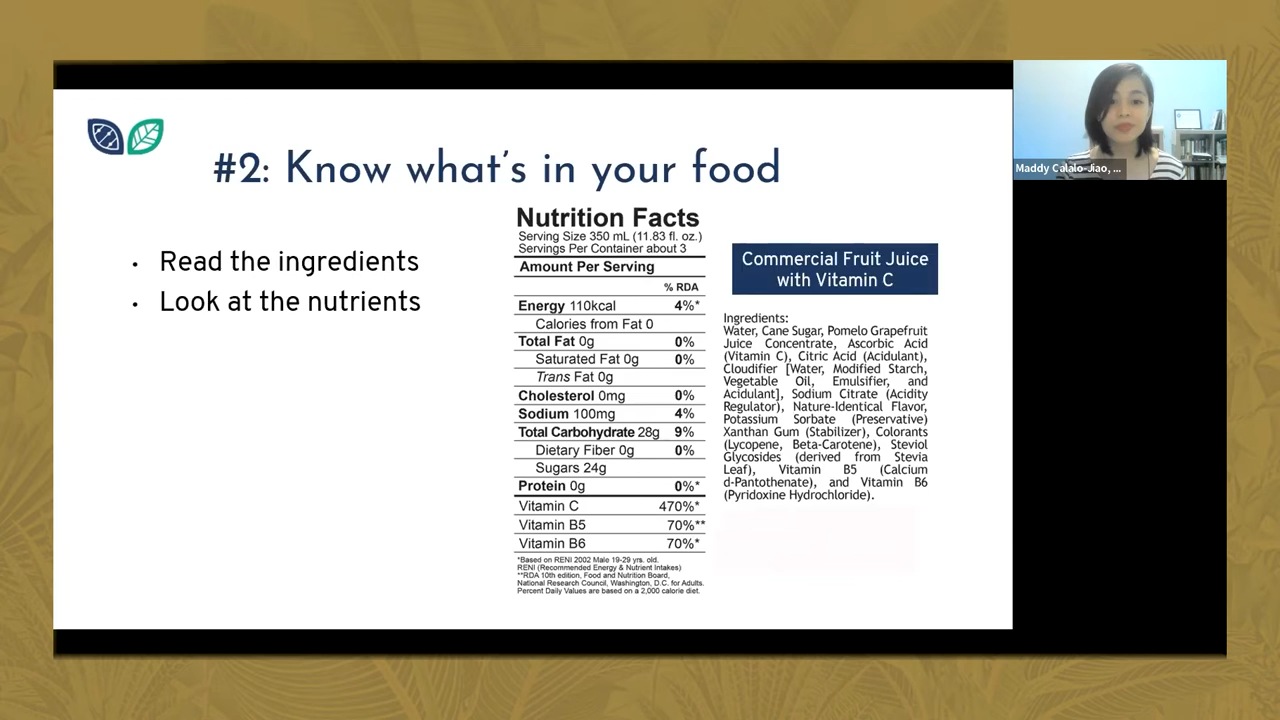 #2: Know what's in your food
Maddy Calalo-Jiao, ...
• Read the ingredients
• Look at the nutrients
Nutrition Facts
Serving Size 350 mL (11.83 fl. oz.)
Servings Per Container about 3
Amount Per Serving
% RDA
Energy 110kcal 4%*
Calories from Fat 0
Total Fat 0g 0%
Saturated Fat 0g 0%
Trans Fat 0g
Cholesterol 0mg 0%
Sodium 100mg 4%
Total Carbohydrate 28g 9%
Dietary Fiber 0g 0%
Sugars 24g
Protein 0g 0%*
Vitamin C 470%*
Vitamin B5 70%**
Vitamin B6 70%*
*Based on RENI 2002 Male 19-29 yrs. old.
RENI (Recommended Energy & Nutrient Intakes)
**RDA 10th edition, Food and Nutrition Board,
National Research Council, Washington, D.C. for Adults.
Percent Daily Values are based on a 2,000 calorie diet.
Commercial Fruit Juice
with Vitamin C
Ingredients:
Water, Cane Sugar, Pomelo Grapefruit
Juice Concentrate, Ascorbic Acid
(Vitamin C), Citric Acid (Acidulant),
Cloudifier [Water, Modified Starch,
Vegetable Oil, Emulsifier, and
Acidulant], Sodium Citrate (Acidity
Regulator), Nature-Identical Flavor,
Potassium Sorbate (Preservative)
Xanthan Gum (Stabilizer), Colorants
(Lycopene, Beta-Carotene), Steviol
Glycosides (derived from Stevia
Leaf), Vitamin B5 (Calcium
d-Pantothenate), and Vitamin B6
(Pyridoxine Hydrochloride).